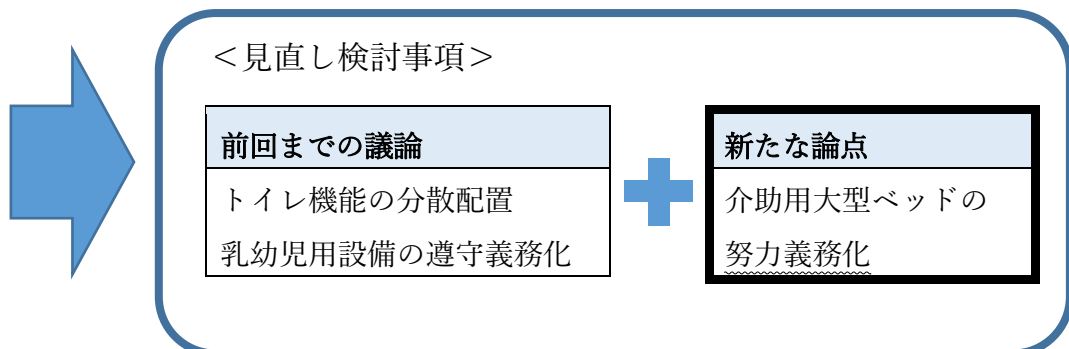 ＜見直し検討事項＞
前回までの議論
トイレ機能の分散配置
乳幼児用設備の遵守義務化
新たな論点
介助用大型ベッドの
努力義務化